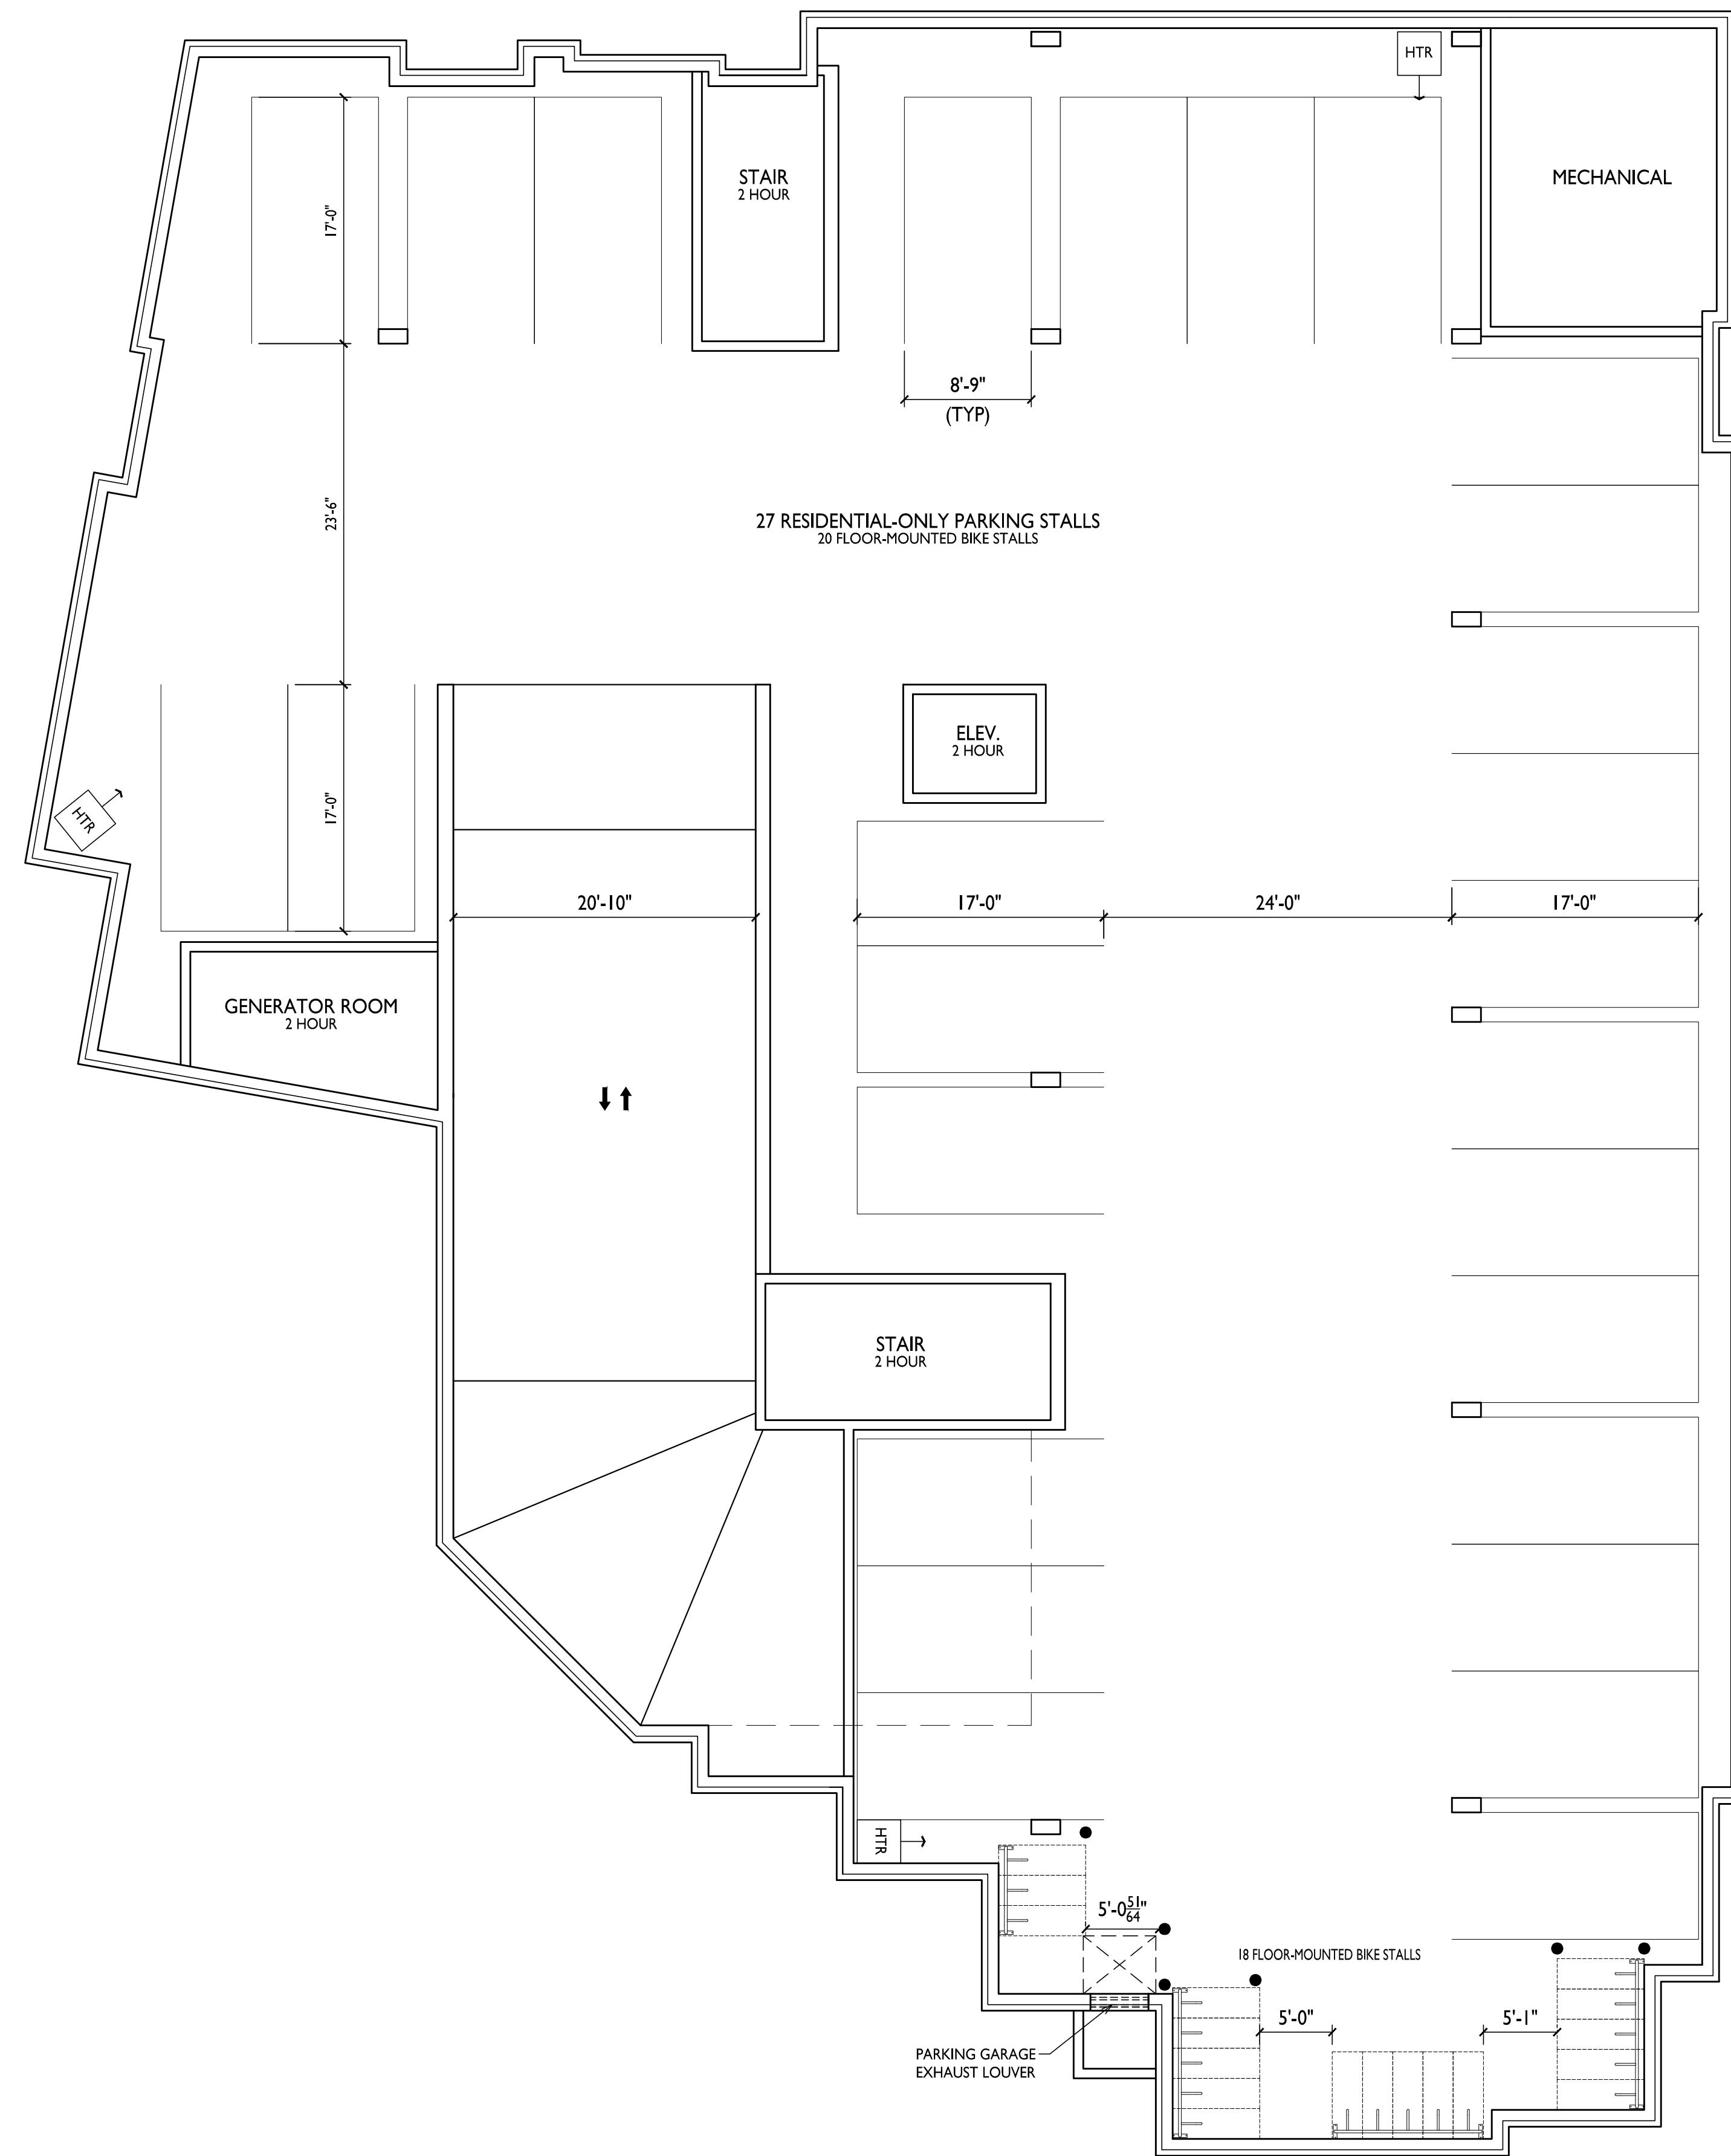 HTR
STAIR
2 HOUR
MECHANICAL
17'-0"
8'-9"
(TYP)
23'-6"
27 RESIDENTIAL-ONLY PARKING STALLS
20 FLOOR-MOUNTED BIKE STALLS
ELEV.
2 HOUR
HTR
17'-0"
20'-10"
17'-0"
24'-0"
17'-0"
GENERATOR ROOM
2 HOUR
STAIR
2 HOUR
HTR
5'-0 51/64"
18 FLOOR-MOUNTED BIKE STALLS
5'-0"
5'-1"
PARKING GARAGE
EXHAUST LOUVER